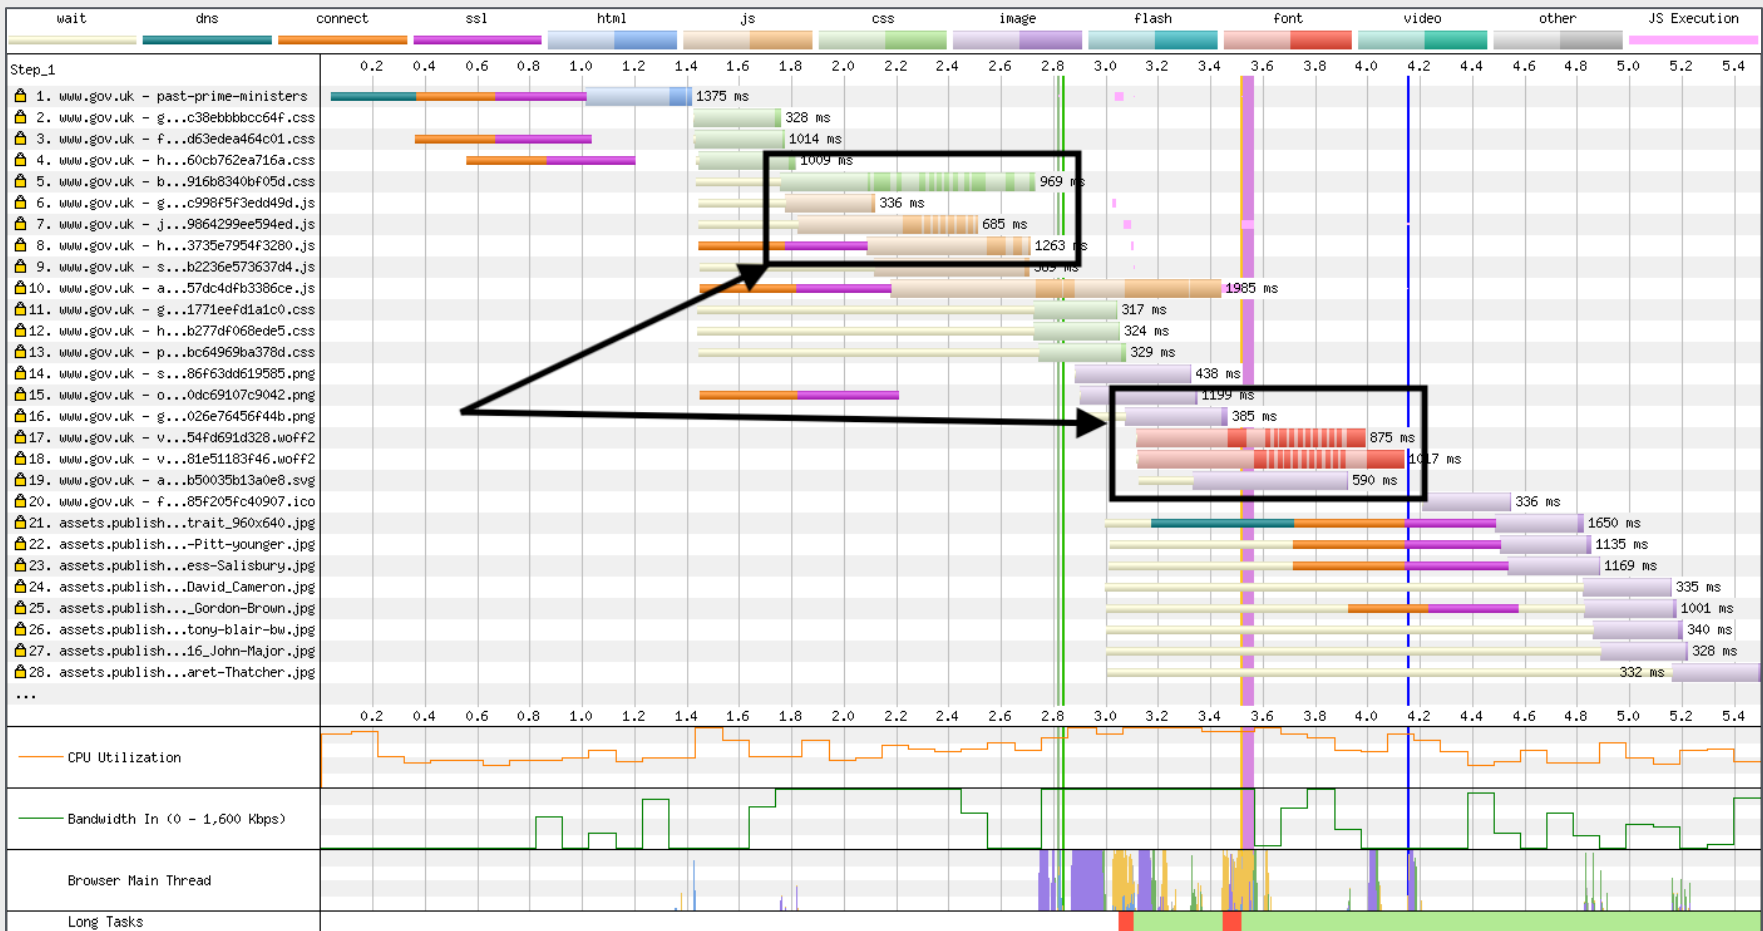 wait dns connect ssl html js css image flash font video other JS Execution
Step_1 0.2 0.4 0.6 0.8 1.0 1.2 1.4 1.6 1.8 2.0 2.2 2.4 2.6 2.8 3.0 3.2 3.4 3.6 3.8 4.0 4.2 4.4 4.6 4.8 5.0 5.2 5.4
1. www.gov.uk - past-prime-ministers 1375 ms
2. www.gov.uk - g...c38ebbbbcc64f.css 328 ms
3. www.gov.uk - f...d63edea464c01.css 1014 ms
4. www.gov.uk - h...60cb762ea716a.css 1009 ms
5. www.gov.uk - b...916b8340bf05d.css 969 ms
6. www.gov.uk - g...c998f5f3edd49d.js 336 ms
7. www.gov.uk - j...9864299ee594ed.js 685 ms
8. www.gov.uk - h...3735e7954f3280.js 1263 ms
9. www.gov.uk - s...b2236e573637d4.js 369 ms
10. www.gov.uk - a...57dc4dfb3386ce.js 1985 ms
11. www.gov.uk - g...1771eefd1a1c0.css 317 ms
12. www.gov.uk - h...b277df068ede5.css 324 ms
13. www.gov.uk - p...bc64969ba378d.css 329 ms
14. www.gov.uk - s...86f63dd619585.png 438 ms
15. www.gov.uk - o...0dc69107c9042.png 1199 ms
16. www.gov.uk - g...026e76456f44b.png 385 ms
17. www.gov.uk - v...54fd691d328.woff2 875 ms
18. www.gov.uk - v...81e51183f46.woff2 1017 ms
19. www.gov.uk - a...b50035b13a0e8.svg 590 ms
20. www.gov.uk - f...85f205fc40907.ico 336 ms
21. assets.publish...trait_960x640.jpg 1650 ms
22. assets.publish...-Pitt-younger.jpg 1135 ms
23. assets.publish...ess-Salisbury.jpg 1169 ms
24. assets.publish...David_Cameron.jpg 335 ms
25. assets.publish..._Gordon-Brown.jpg 1001 ms
26. assets.publish...tony-blair-bw.jpg 340 ms
27. assets.publish...16_John-Major.jpg 328 ms
28. assets.publish...aret-Thatcher.jpg 332 ms
...
0.2 0.4 0.6 0.8 1.0 1.2 1.4 1.6 1.8 2.0 2.2 2.4 2.6 2.8 3.0 3.2 3.4 3.6 3.8 4.0 4.2 4.4 4.6 4.8 5.0 5.2 5.4
CPU Utilization
Bandwidth In (0 - 1,600 Kbps)
Browser Main Thread
Long Tasks